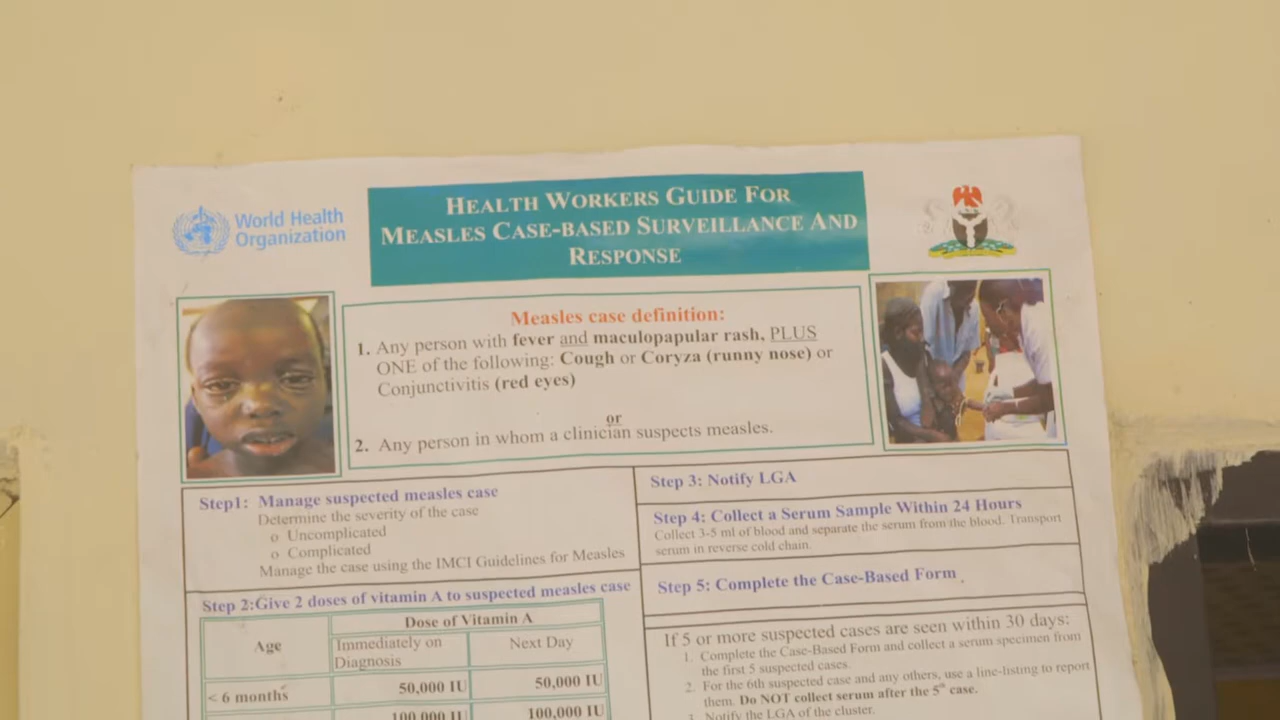 World Health
Organization
HEALTH WORKERS GUIDE FOR
MEASLES CASE-BASED SURVEILLANCE AND
RESPONSE
Measles case definition:
1. Any person with fever and maculopapular rash, PLUS
ONE of the following: Cough or Coryza (runny nose) or
Conjunctivitis (red eyes)
or
2. Any person in whom a clinician suspects measles.
Step1: Manage suspected measles case
Determine the severity of the case
o Uncomplicated
o Complicated
Manage the case using the IMCI Guidelines for Measles
Step 2:Give 2 doses of vitamin A to suspected measles case
Age
Dose of Vitamin A
Immediately on
Diagnosis
Next Day
< 6 months
50,000 IU
50,000 IU
100,000 IU
100,000 IU
Step 3: Notify LGA
Step 4: Collect a Serum Sample Within 24 Hours
Collect 3-5 ml of blood and separate the serum from the blood. Transport
serum in reverse cold chain.
Step 5: Complete the Case-Based Form .
If 5 or more suspected cases are seen within 30 days:
1. Complete the Case-Based Form and collect a serum specimen from
the first 5 suspected cases.
2. For the 6th suspected case and any others, use a line-listing to report
them. Do NOT collect serum after the 5th case.
3. Notify the LGA of the cluster.